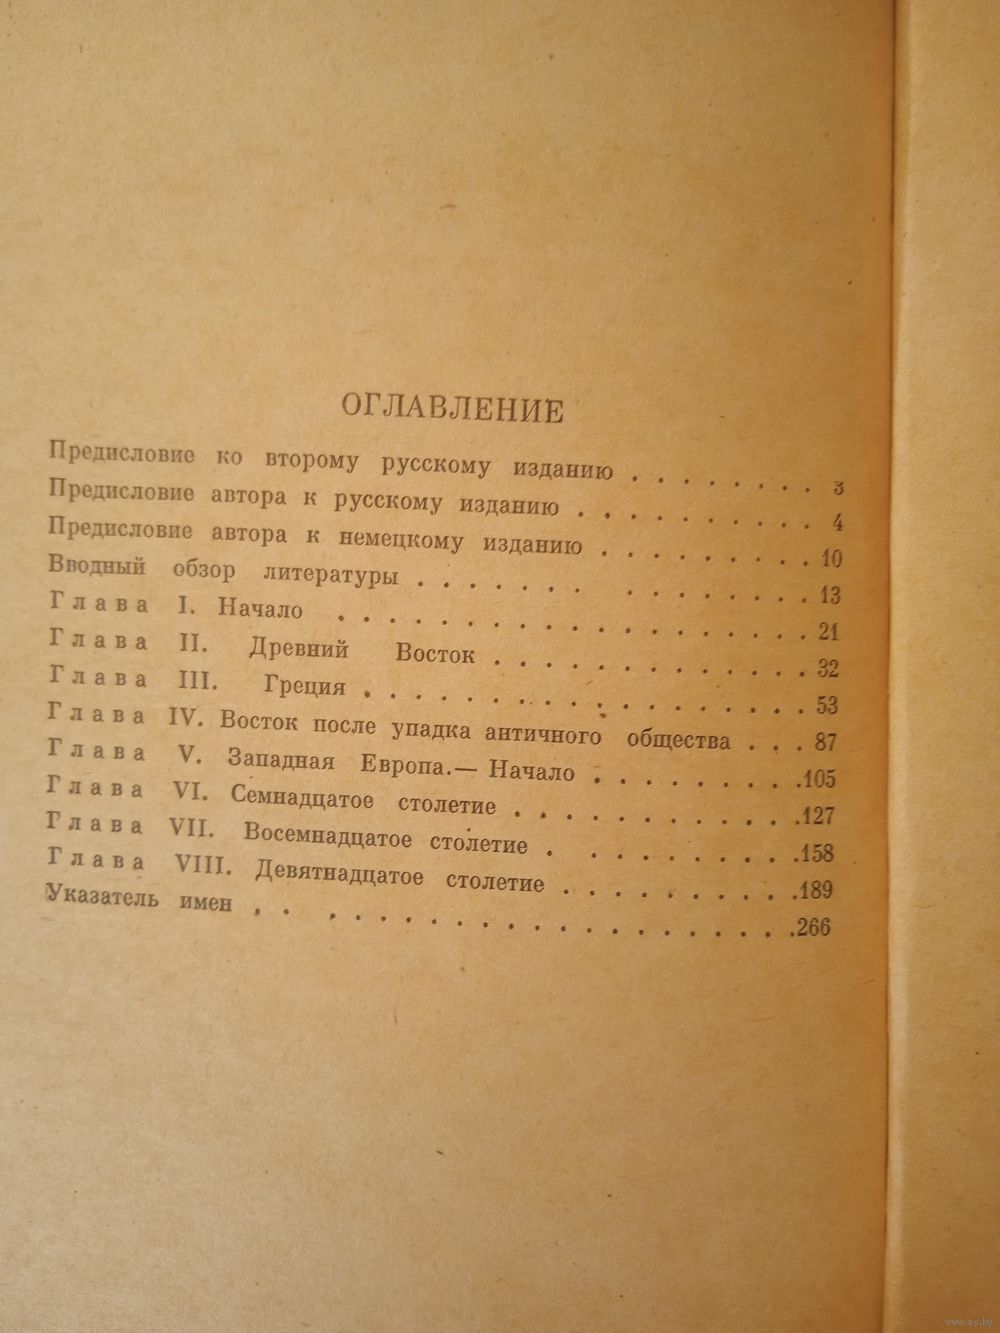 ОГЛАВЛЕНИЕ
Предисловие ко второму русскому изданию . . . . . . . . 3
Предисловие автора к русскому изданию . . . . . . . . . . 4
Предисловие автора к немецкому изданию . . . . . . . . . 10
Вводный обзор литературы . . . . . . . . . . . . . . . 13
Глава I. Начало . . . . . . . . . . . . . . . . . . . 21
Глава II. Древний Восток . . . . . . . . . . . . . 32
Глава III. Греция . . . . . . . . . . . . . . . . . . 53
Глава IV. Восток после упадка античного общества . . . 87
Глава V. Западная Европа.— Начало . . . . . . . . .105
Глава VI. Семнадцатое столетие . . . . . . . . . . . .127
Глава VII. Восемнадцатое столетие . . . . . . . . . .158
Глава VIII. Девятнадцатое столетие . . . . . . . . . .189
Указатель имен . . . . . . . . . . . . . . . . . . . . .266
www.ay.by